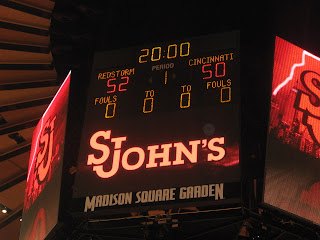 20:00
REDSTORM PERIOD CINCINNATI
52 1 50
FOULS TO TO FOULS
0 0 0 0
ST JOHN'S
MADISON SQUARE GARDEN